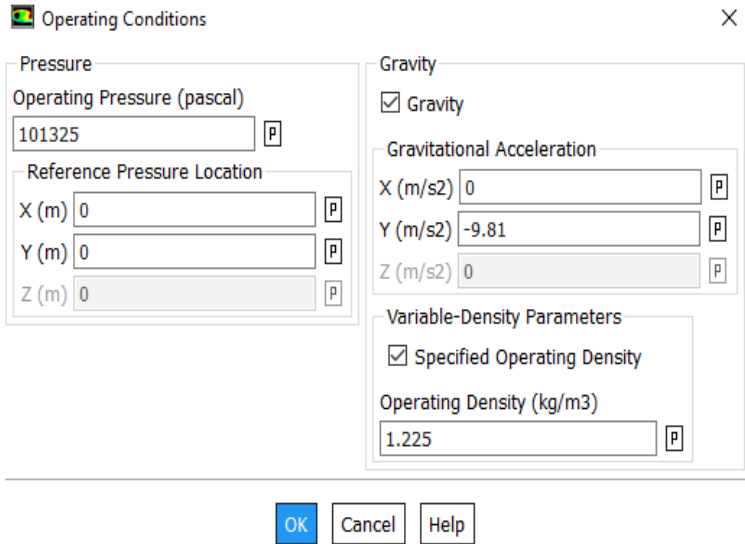 Operating Conditions
Pressure
Operating Pressure (pascal)
101325
P
Reference Pressure Location
X (m) 0 P
Y (m) 0 P
Z (m) 0 P
Gravity
Gravity
Gravitational Acceleration
X (m/s2) 0 P
Y (m/s2) -9.81 P
Z (m/s2) 0 P
Variable-Density Parameters
Specified Operating Density
Operating Density (kg/m3)
1.225 P
OK Cancel Help